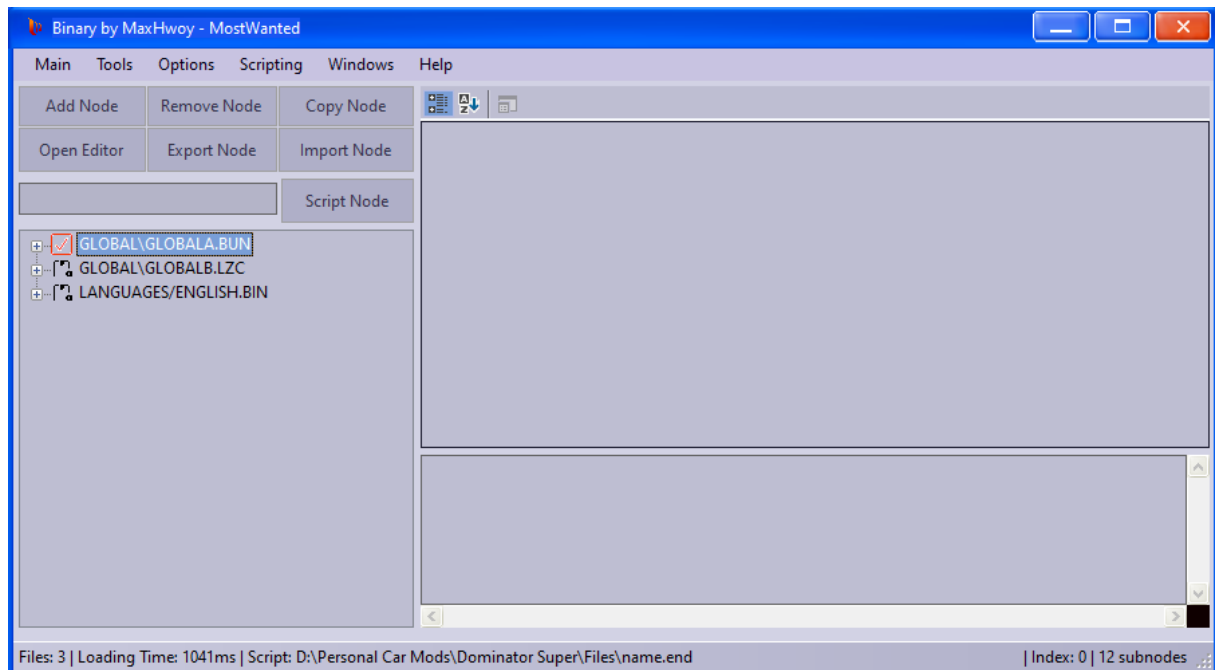 Binary by MaxHwoy - MostWanted
Main Tools Options Scripting Windows Help
Add Node Remove Node Copy Node
Open Editor Export Node Import Node
Script Node
GLOBAL\GLOBALA.BUN
GLOBAL\GLOBALB.LZC
LANGUAGES/ENGLISH.BIN
Files: 3 | Loading Time: 1041ms | Script: D:\Personal Car Mods\Dominator Super\Files\name.end | Index: 0 | 12 subnodes